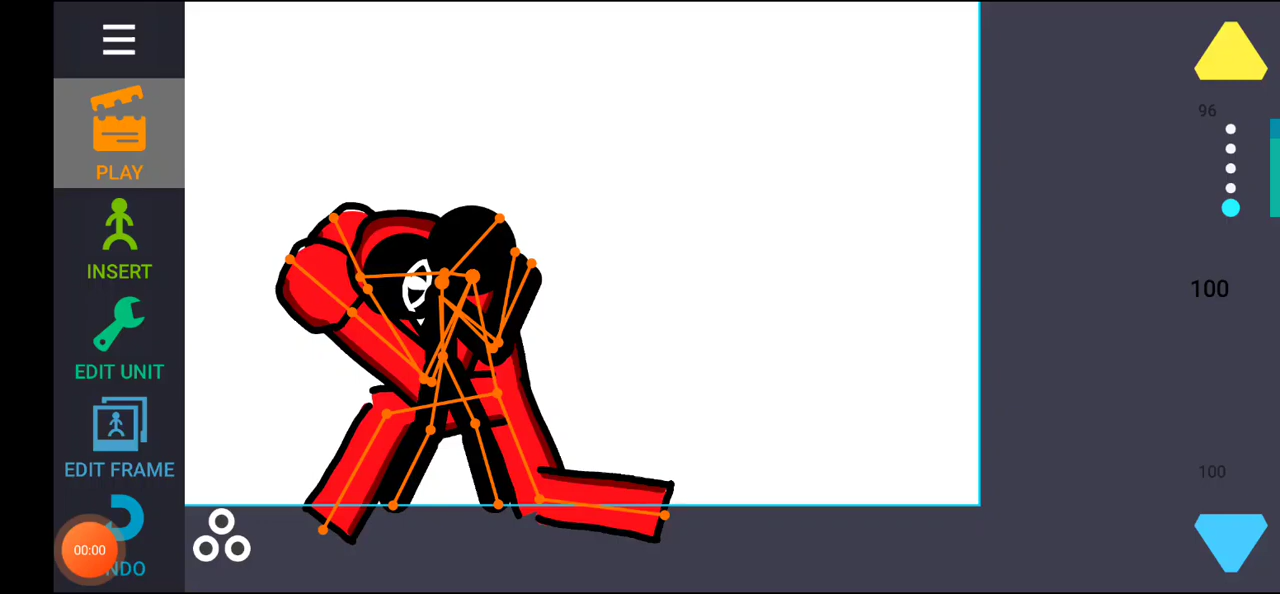 PLAY
INSERT
EDIT UNIT
EDIT FRAME
NDO
00:00
96
100
100